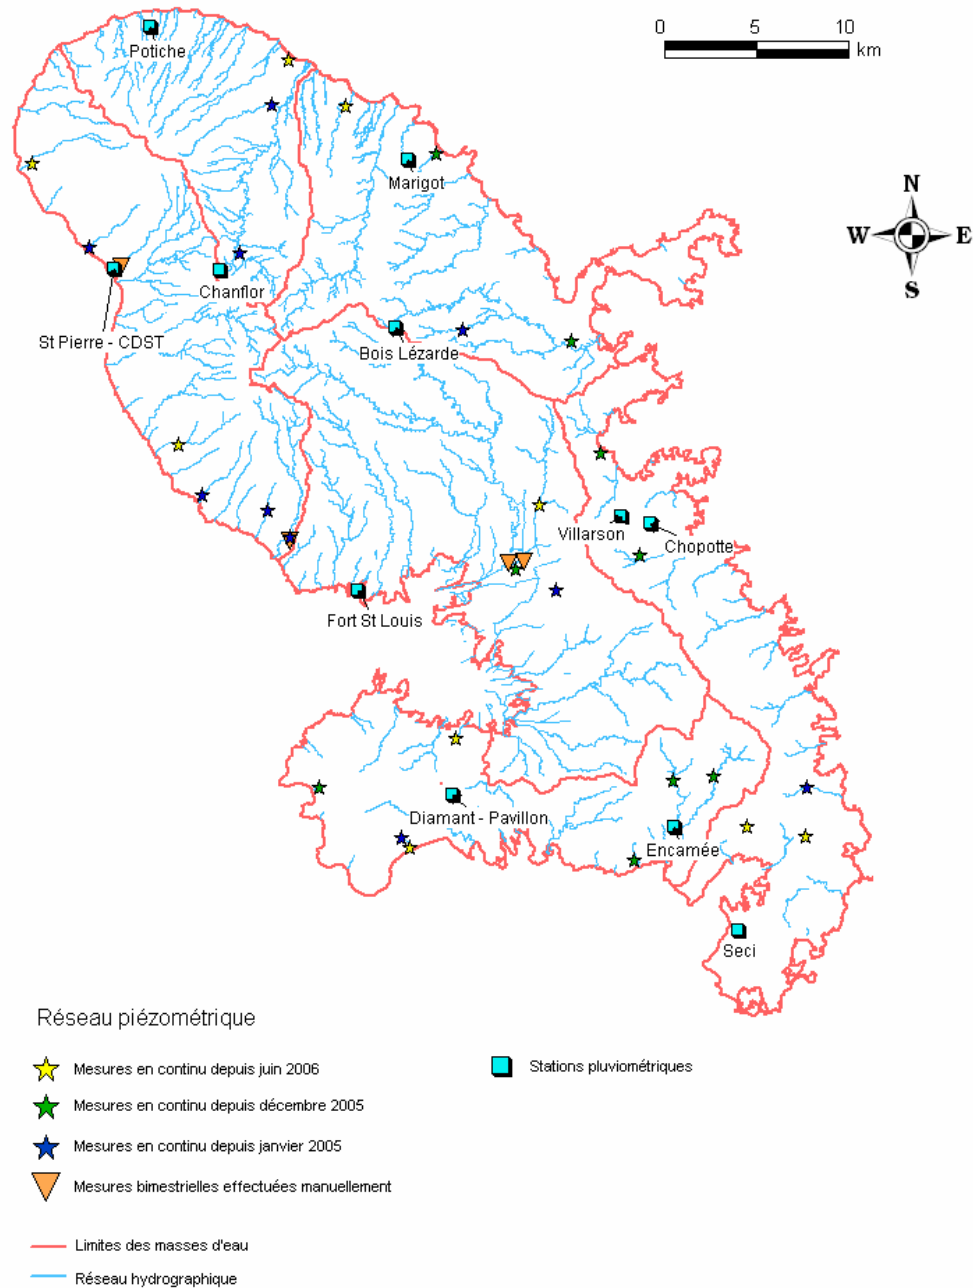 0 5 10
km
Potiche
Marigot
N
W E
S
Chanflor
St Pierre - CDST
Bois Lézarde
Villarson
Chopotte
Fort St Louis
Diamant - Pavillon
Encamée
Seci
Réseau piézométrique
Mesures en continu depuis juin 2006
Stations pluviométriques
Mesures en continu depuis décembre 2005
Mesures en continu depuis janvier 2005
Mesures bimestrielles effectuées manuellement
Limites des masses d'eau
Réseau hydrographique